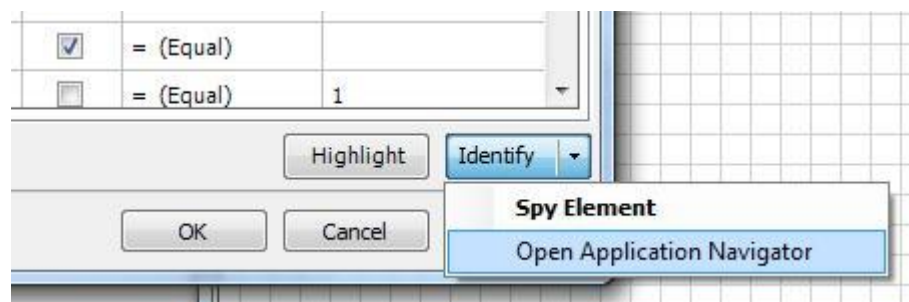 = (Equal)
= (Equal) 1
Highlight Identify
Spy Element
OK Cancel
Open Application Navigator